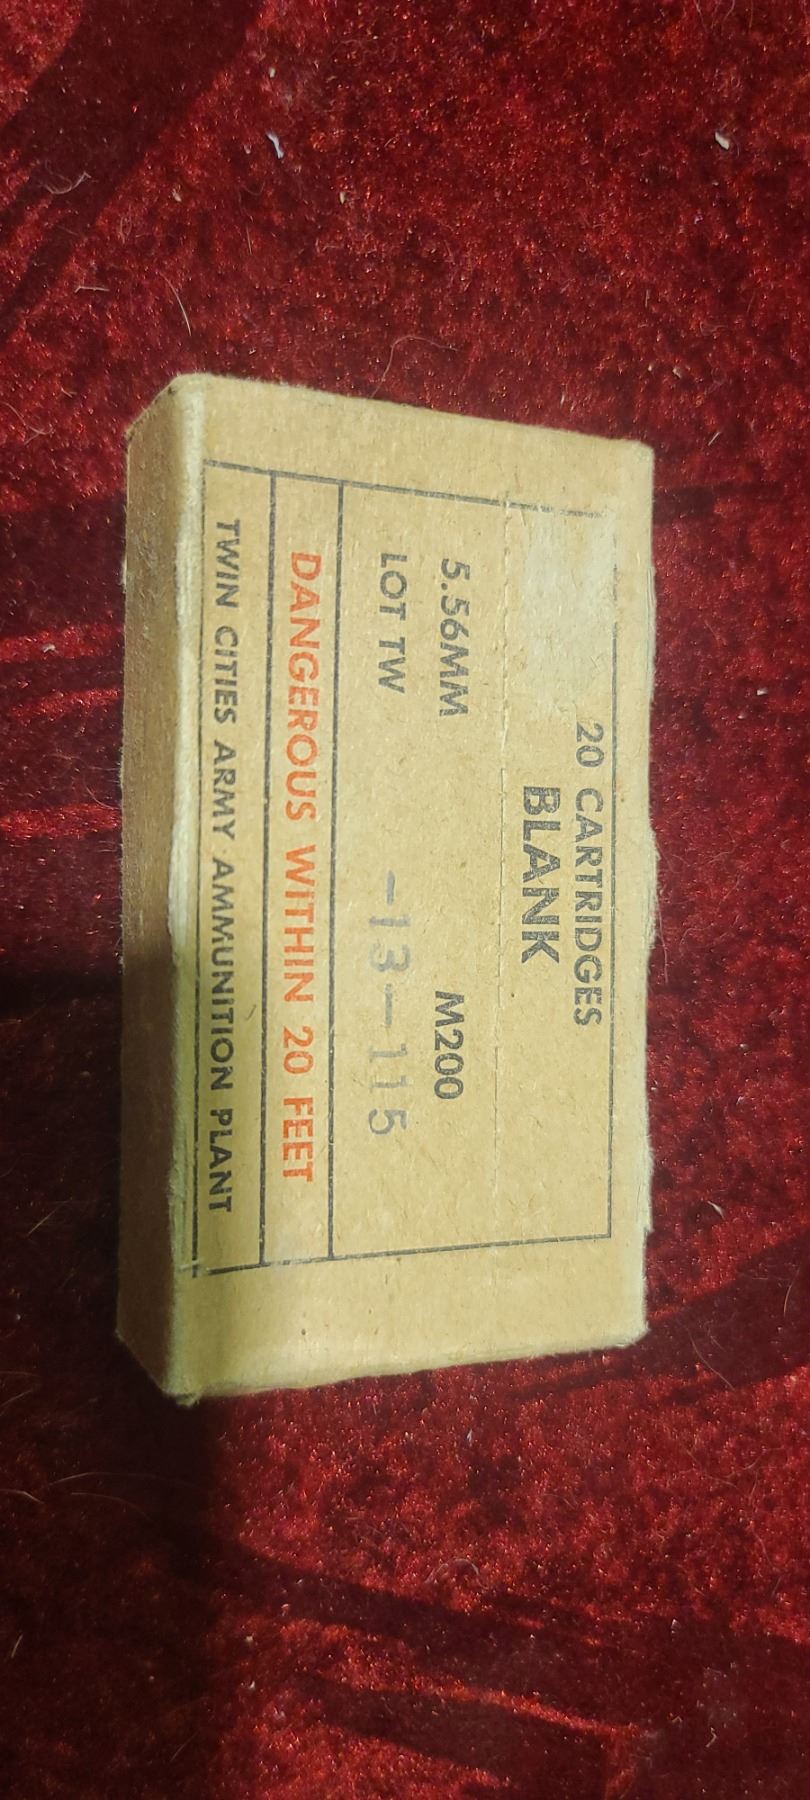 20 CARTRIDGES
BLANK
5.56MM M200
LOT TW -13-115
DANGEROUS WITHIN 20 FEET
TWIN CITIES ARMY AMMUNITION PLANT